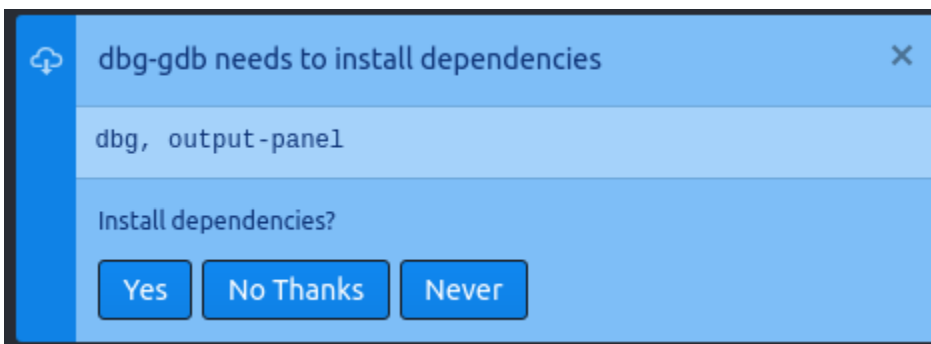 dbg-gdb needs to install dependencies
dbg, output-panel
Install dependencies?
Yes No Thanks Never